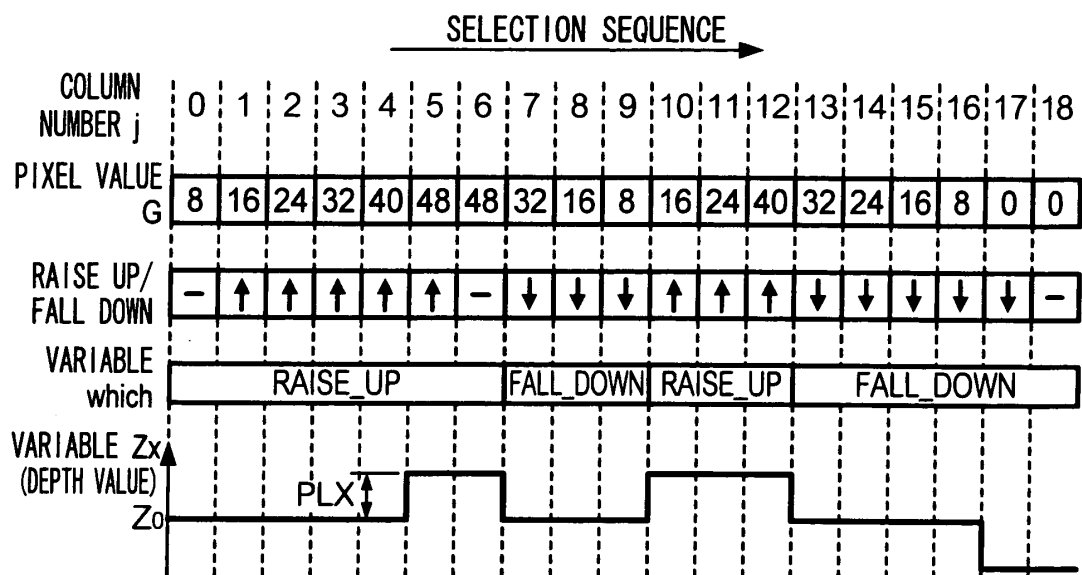 SELECTION SEQUENCE
COLUMN NUMBER j 0 1 2 3 4 5 6 7 8 9 10 11 12 13 14 15 16 17 18
PIXEL VALUE G 8 16 24 32 40 48 48 32 16 8 16 24 40 32 24 16 8 0 0
RAISE UP/ FALL DOWN – ↑ ↑ ↑ ↑ ↑ – ↓ ↓ ↓ ↑ ↑ ↑ ↓ ↓ ↓ ↓ ↓ –
VARIABLE which RAISE_UP FALL_DOWN RAISE_UP FALL_DOWN
VARIABLE Zx
(DEPTH VALUE)
PLX
Z0